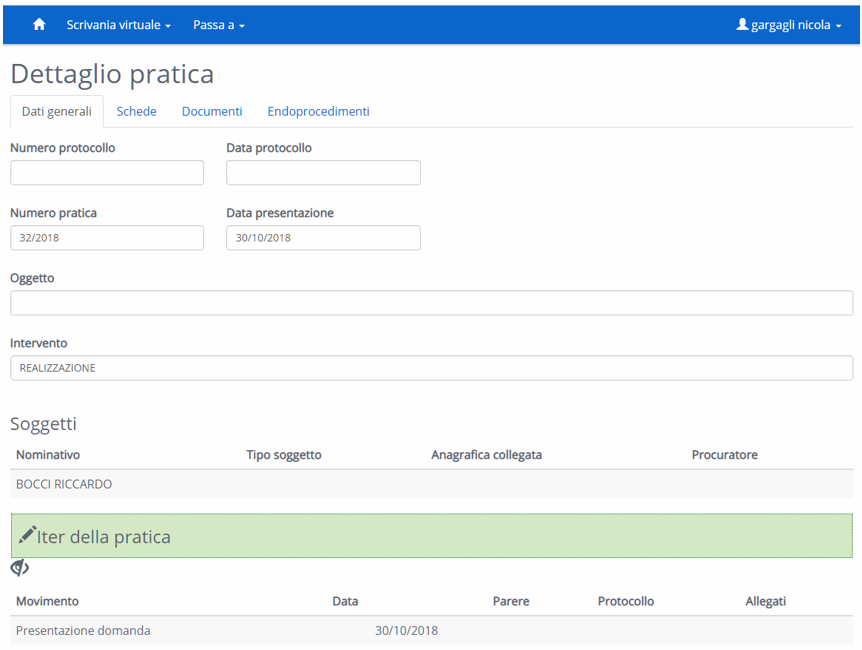 Scrivania virtuale Passa a gargagli nicola
Dettaglio pratica
Dati generali Schede Documenti Endoprocedimenti
Numero protocollo Data protocollo
Numero pratica Data presentazione
32/2018 30/10/2018
Oggetto
Intervento
REALIZZAZIONE
Soggetti
Nominativo Tipo soggetto Anagrafica collegata Procuratore
BOCCI RICCARDO
Iter della pratica
Movimento Data Parere Protocollo Allegati
Presentazione domanda 30/10/2018